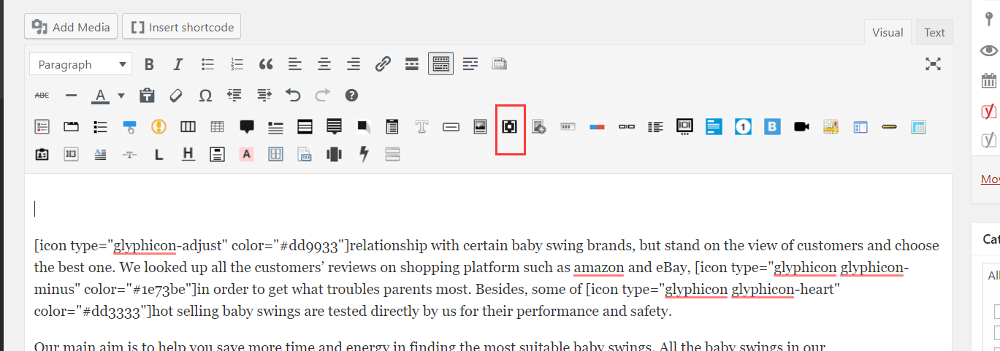 Add Media
Insert shortcode
Visual
Text
Paragraph
B
I
ABC
A
Ω
T
1
B
H3
A
T
L
H
A
[icon type="glyphicon-adjust" color="#dd9933"]relationship with certain baby swing brands, but stand on the view of customers and choose
the best one. We looked up all the customers’ reviews on shopping platform such as amazon and eBay, [icon type="glyphicon glyphicon-
minus" color="#1e73be"]in order to get what troubles parents most. Besides, some of [icon type="glyphicon glyphicon-heart"
color="#dd3333"]hot selling baby swings are tested directly by us for their performance and safety.
Our main aim is to help you save more time and energy in finding the most suitable baby swings. All the baby swings in our
Mov
Cat
All